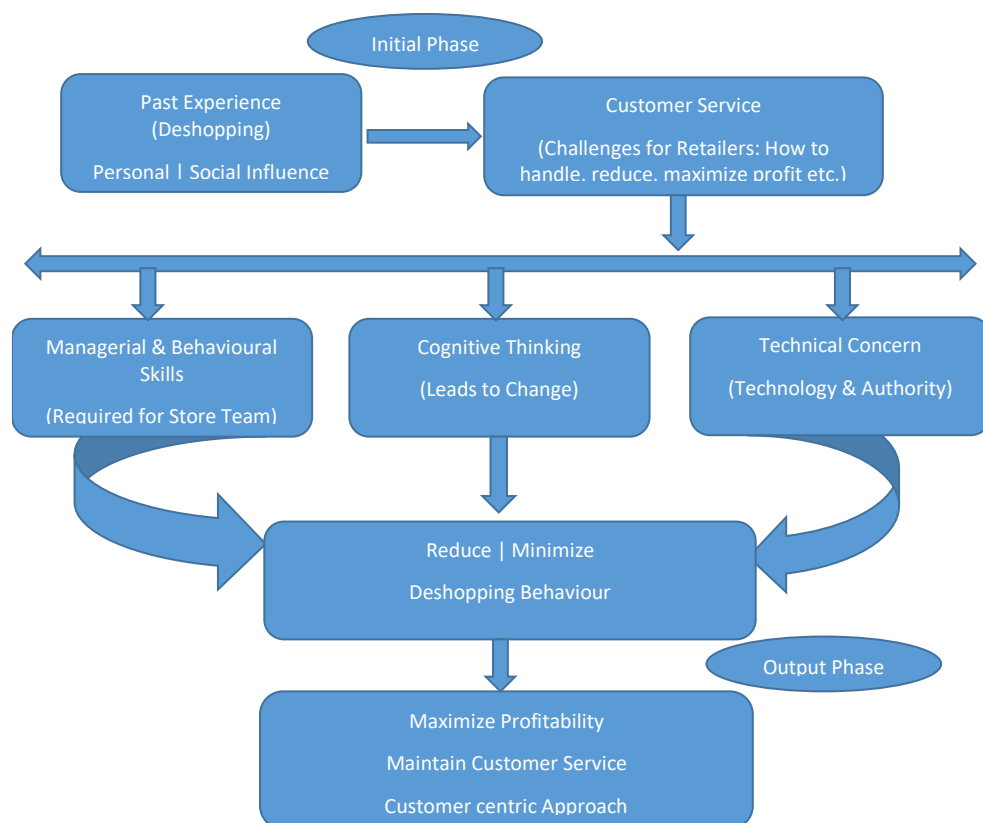 Initial Phase
Past Experience
(Deshopping)
Personal | Social Influence
Customer Service
(Challenges for Retailers: How to
handle, reduce, maximize profit etc.)
Managerial & Behavioural
Skills
(Required for Store Team)
Cognitive Thinking
(Leads to Change)
Technical Concern
(Technology & Authority)
Reduce | Minimize
Deshopping Behaviour
Output Phase
Maximize Profitability
Maintain Customer Service
Customer centric Approach